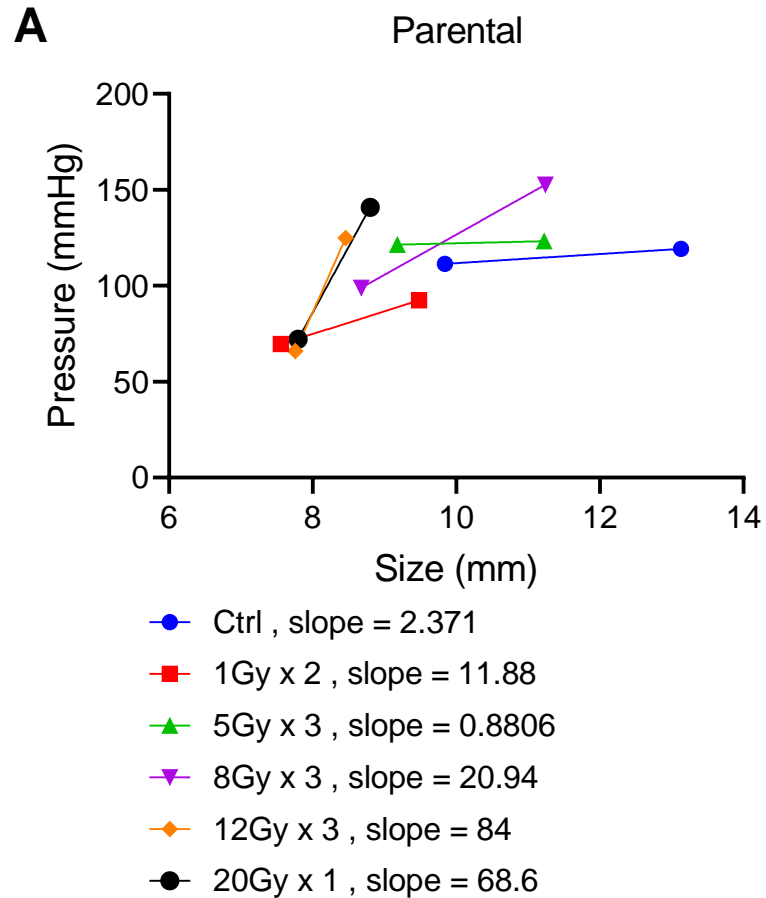 A
Parental
200
150
100
50
0
Pressure (mmHg)
6 8 10 12 14
Size (mm)
Ctrl , slope = 2.371
1Gy x 2 , slope = 11.88
5Gy x 3 , slope = 0.8806
8Gy x 3 , slope = 20.94
12Gy x 3 , slope = 84
20Gy x 1 , slope = 68.6